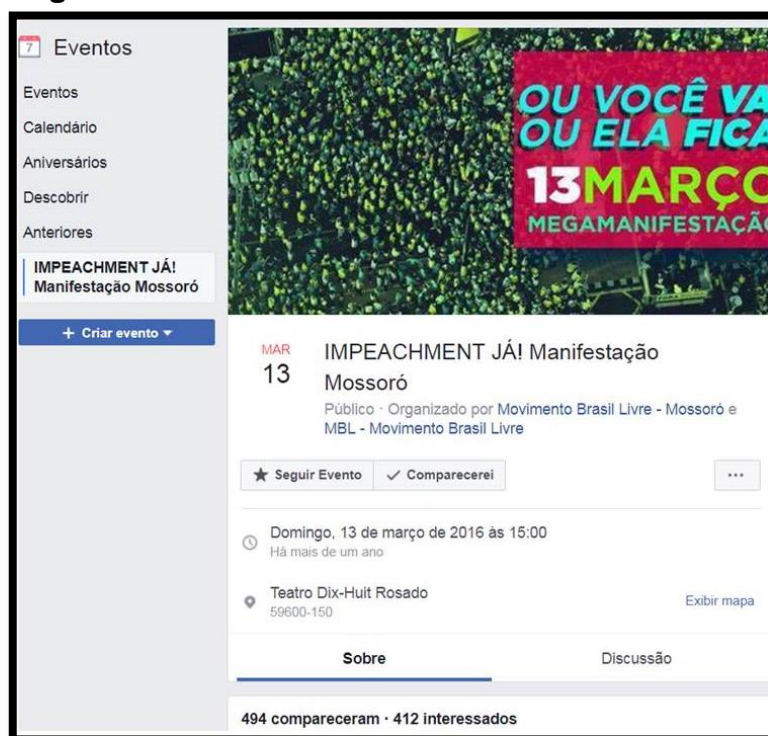 7 Eventos
Eventos
Calendário
Aniversários
Descobrir
Anteriores
IMPEACHMENT JÁ!
Manifestação Mossoró
+ Criar evento
OU VOCÊ VA
OU ELA FICA
13MARÇO
MEGAMANIFESTAÇÃO
MAR
13
IMPEACHMENT JÁ! Manifestação
Mossoró
Público · Organizado por Movimento Brasil Livre - Mossoró e
MBL - Movimento Brasil Livre
Seguir Evento
Comparecerei
...
Domingo, 13 de março de 2016 às 15:00
Há mais de um ano
Teatro Dix-Huit Rosado
59600-150
Exibir mapa
Sobre
Discussão
494 compareceram · 412 interessados